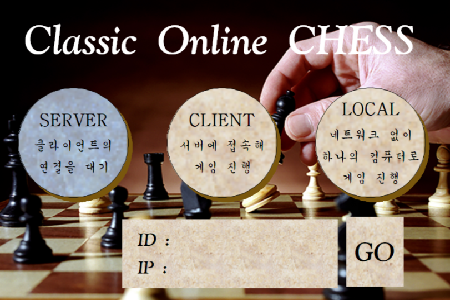 Classic Online CHESS
SERVER
클라이언트의
연결을 대기
CLIENT
서버에 접속해
게임 진행
LOCAL
네트워크 없이
하나의 컴퓨터로
게임 진행
ID :
IP :
GO